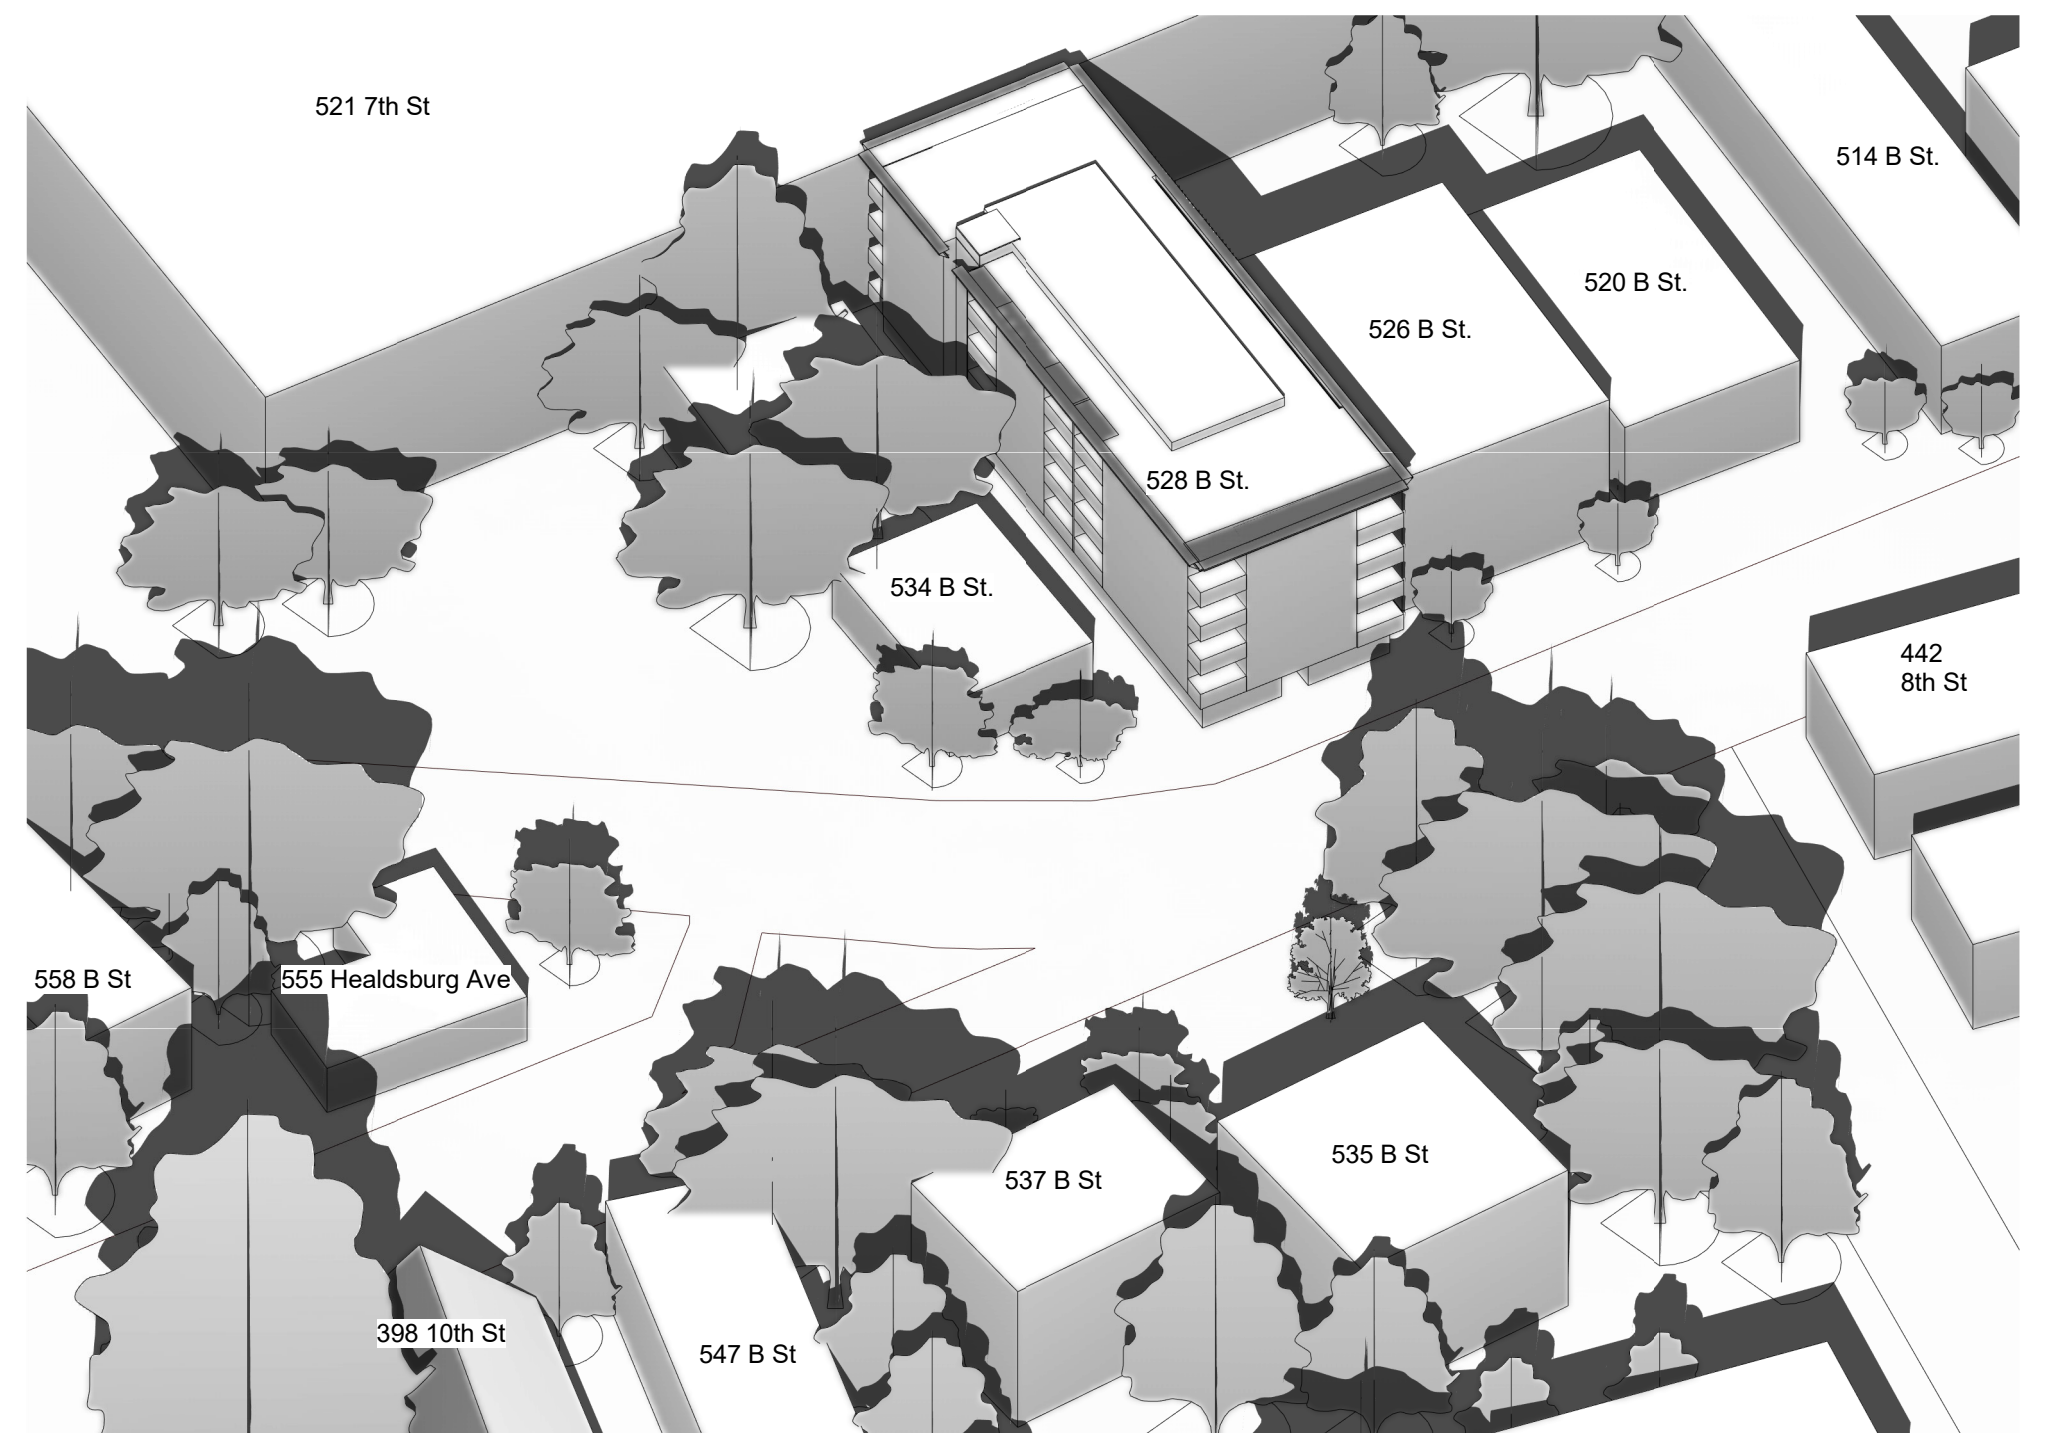 521 7th St
514 B St.
520 B St.
526 B St.
528 B St.
534 B St.
442
8th St
558 B St
555 Healdsburg Ave
535 B St
537 B St
398 10th St
547 B St